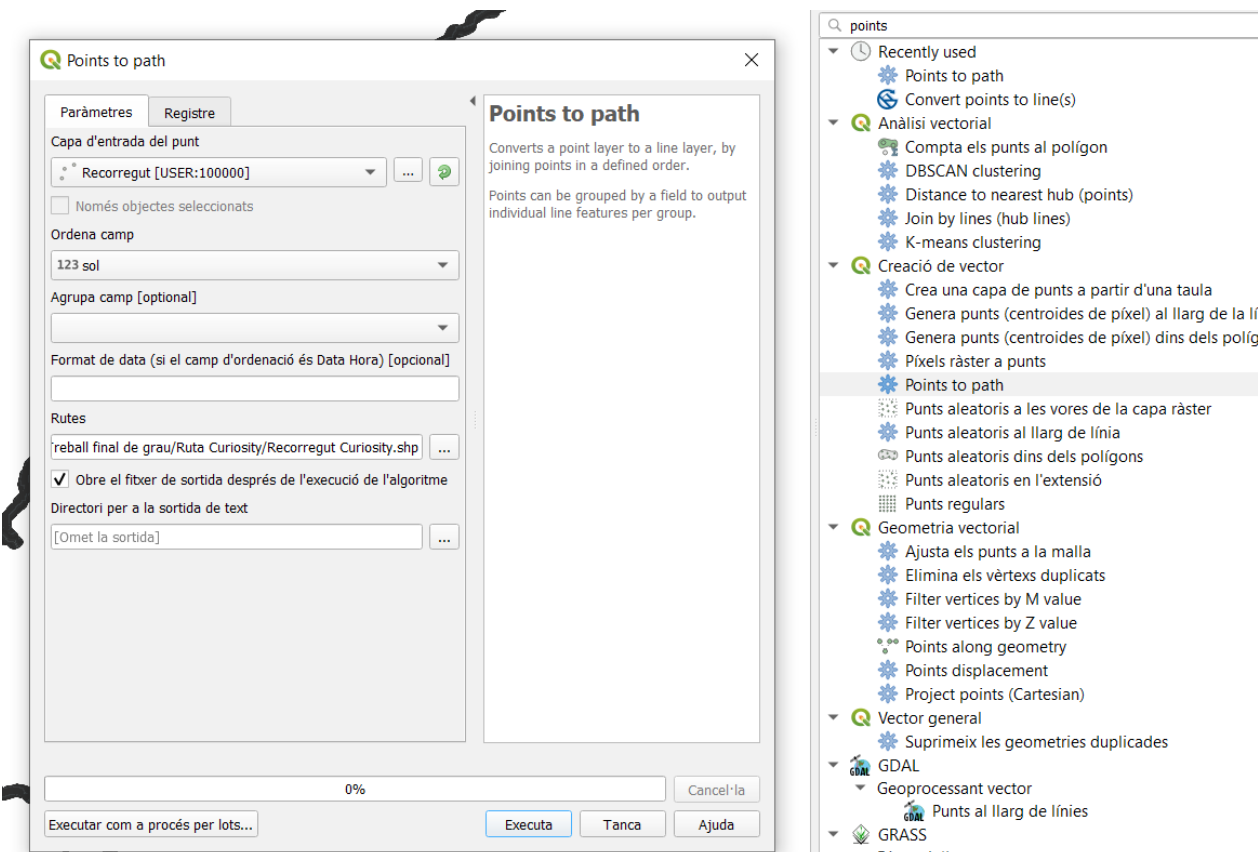 Points to path
Paràmetres
Registre
Capa d'entrada del punt
Recorregut [USER:100000]
...
Només objectes seleccionats
Ordena camp
123 sol
Agrupa camp [optional]
Format de data (si el camp d'ordenació és Data Hora) [opcional]
Rutes
reball final de grau/Ruta Curiosity/Recorregut Curiosity.shp
...
Obre el fitxer de sortida després de l'execució de l'algoritme
Directori per a la sortida de text
[Omet la sortida]
...
Points to path
Converts a point layer to a line layer, by
joining points in a defined order.
Points can be grouped by a field to output
individual line features per group.
0%
Cancel·la
Executar com a procés per lots...
Executa
Tanca
Ajuda
points
Recently used
Points to path
Convert points to line(s)
Anàlisi vectorial
Compta els punts al polígon
DBSCAN clustering
Distance to nearest hub (points)
Join by lines (hub lines)
K-means clustering
Creació de vector
Crea una capa de punts a partir d'una taula
Genera punts (centroides de píxel) al llarg de la lí
Genera punts (centroides de píxel) dins dels políg
Píxels ràster a punts
Points to path
Punts aleatoris a les vores de la capa ràster
Punts aleatoris al llarg de línia
Punts aleatoris dins dels polígons
Punts aleatoris en l'extensió
Punts regulars
Geometria vectorial
Ajusta els punts a la malla
Elimina els vèrtexs duplicats
Filter vertices by M value
Filter vertices by Z value
Points along geometry
Points displacement
Project points (Cartesian)
Vector general
Suprimeix les geometries duplicades
GDAL
Geoprocessant vector
Punts al llarg de línies
GRASS